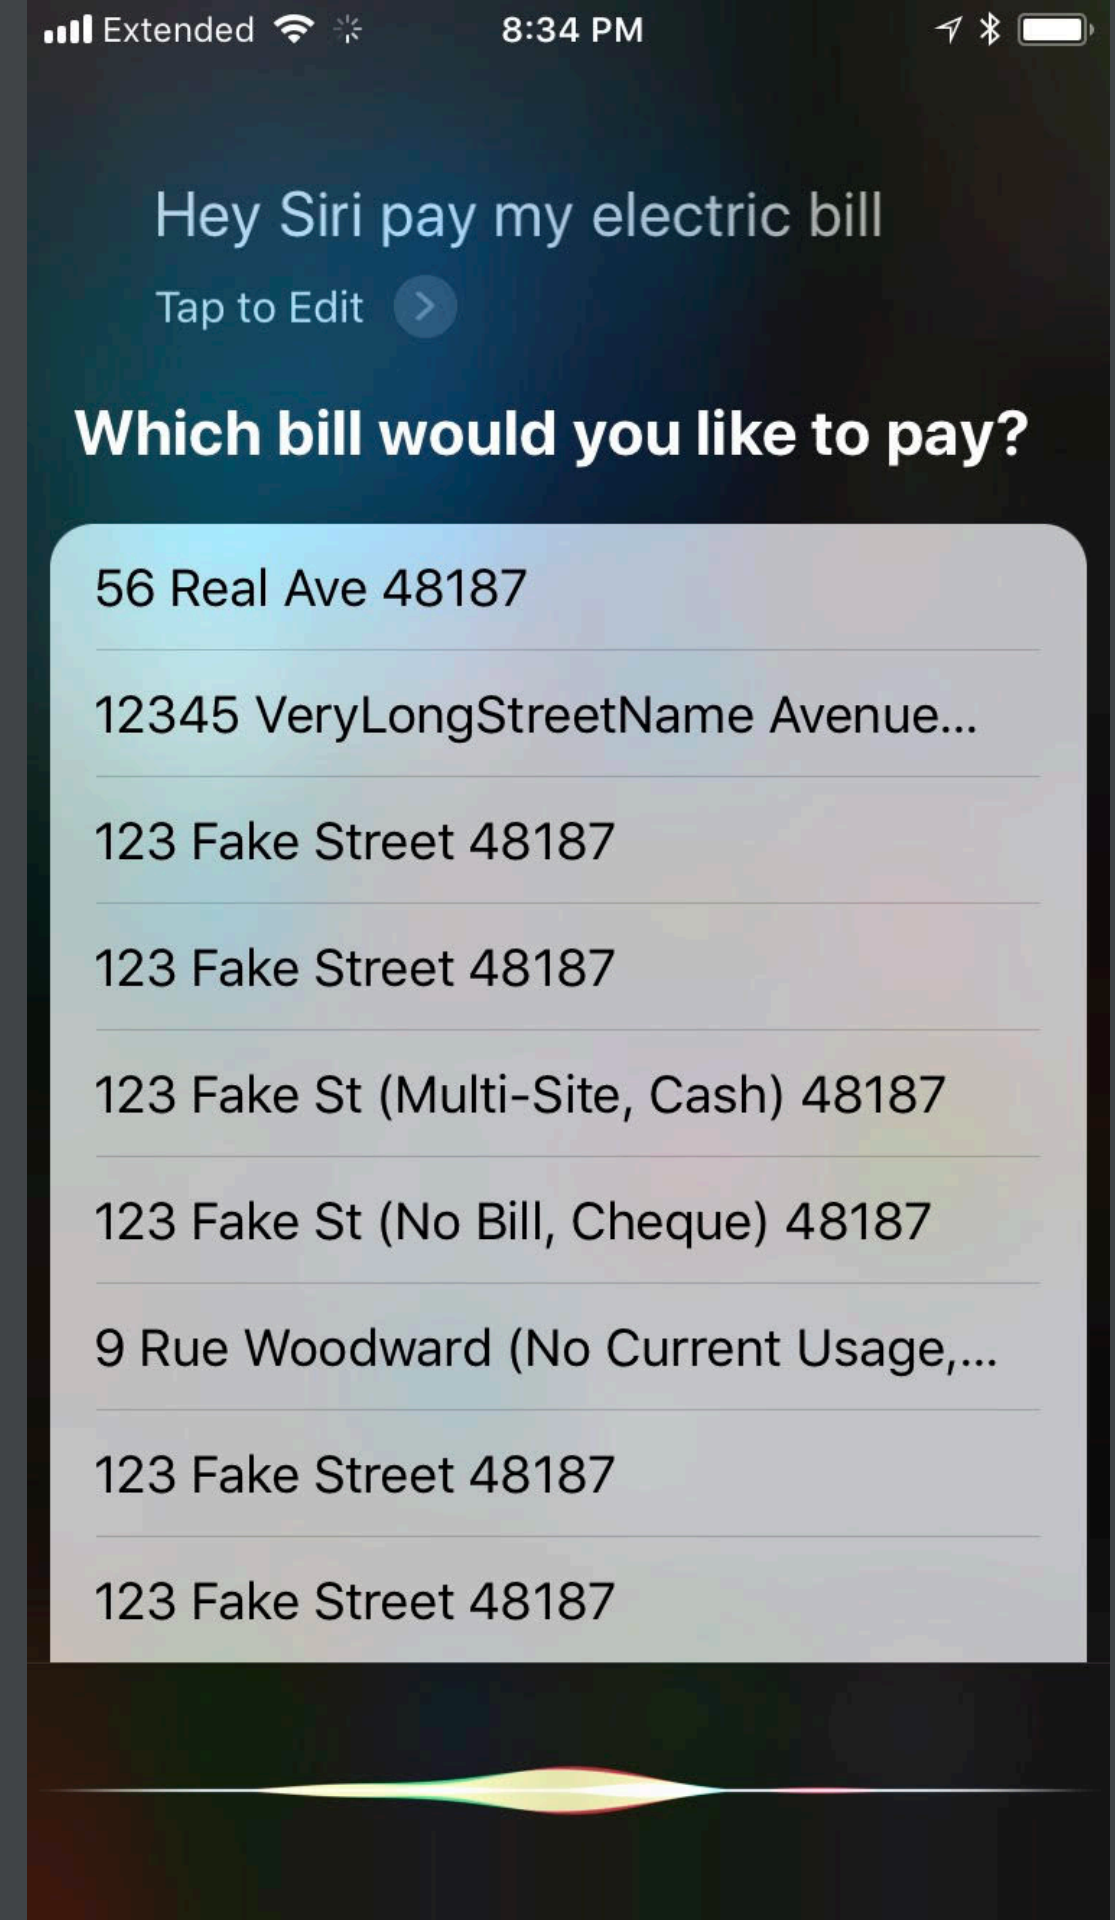 Extended 8:34 PM
Hey Siri pay my electric bill
Tap to Edit
Which bill would you like to pay?
56 Real Ave 48187
12345 VeryLongStreetName Avenue...
123 Fake Street 48187
123 Fake Street 48187
123 Fake St (Multi-Site, Cash) 48187
123 Fake St (No Bill, Cheque) 48187
9 Rue Woodward (No Current Usage,...
123 Fake Street 48187
123 Fake Street 48187